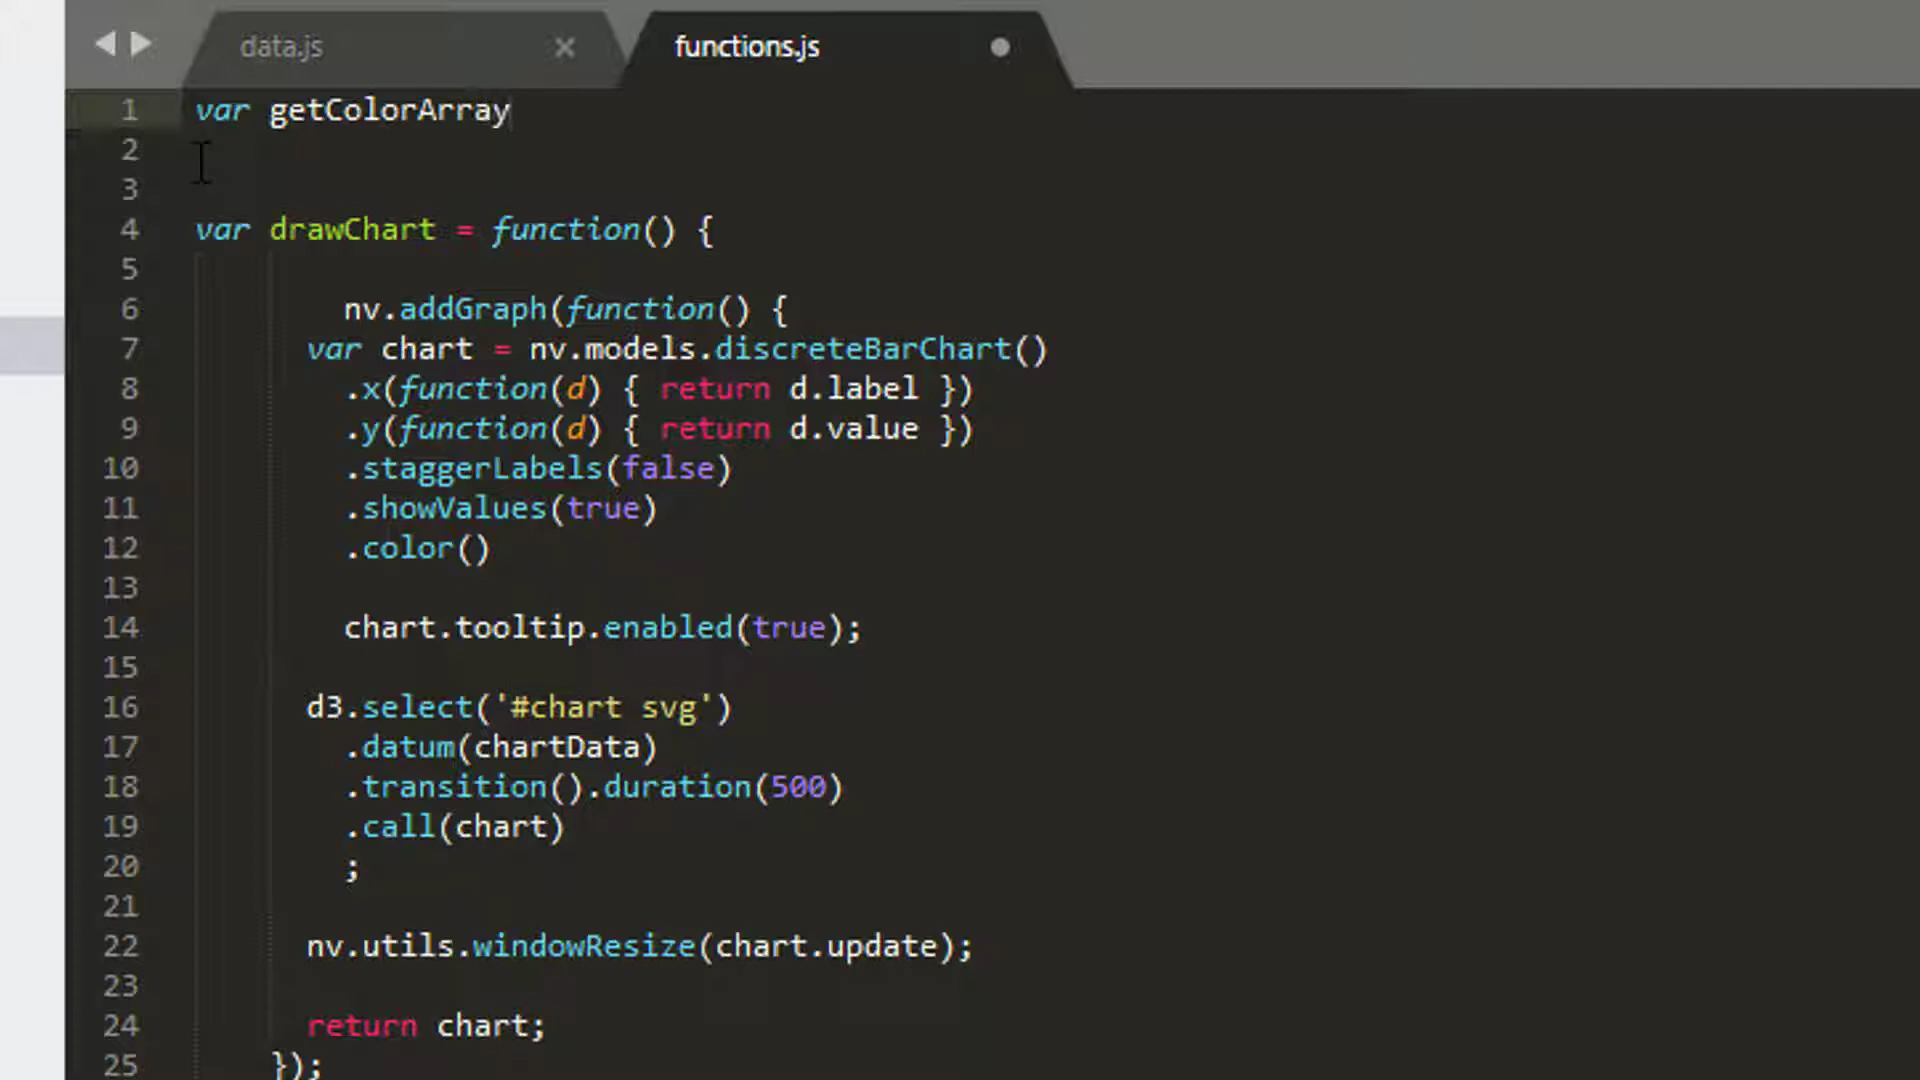 data.js × functions.js
1 var getColorArray
2
3
4 var drawChart = function() {
5
6 nv.addGraph(function() {
7 var chart = nv.models.discreteBarChart()
8 .x(function(d) { return d.label })
9 .y(function(d) { return d.value })
10 .staggerLabels(false)
11 .showValues(true)
12 .color()
13
14 chart.tooltip.enabled(true);
15
16 d3.select('#chart svg')
17 .datum(chartData)
18 .transition().duration(500)
19 .call(chart)
20 ;
21
22 nv.utils.windowResize(chart.update);
23
24 return chart;
25 });